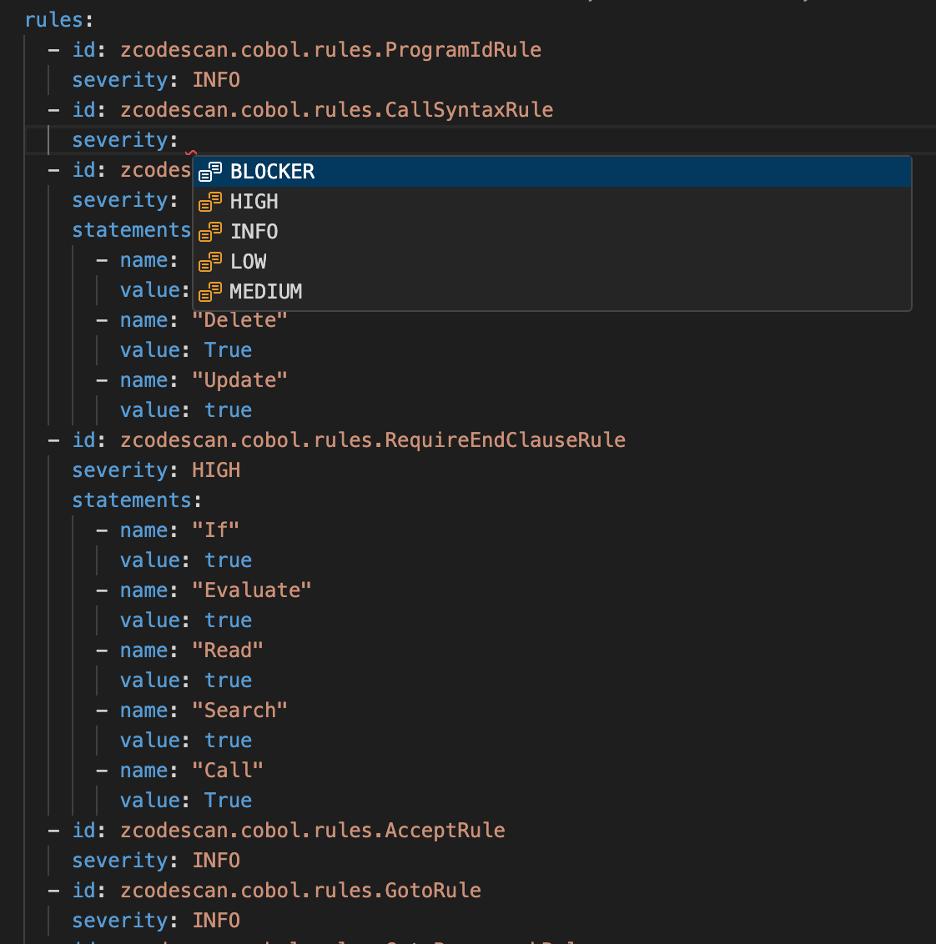 rules:
- id: zcodescan.cobol.rules.ProgramIdRule
severity: INFO
- id: zcodescan.cobol.rules.CallSyntaxRule
severity:
- id: zcodes
BLOCKER
severity:
HIGH
statements
INFO
- name:
LOW
value:
MEDIUM
- name: "Delete"
value: True
- name: "Update"
value: true
- id: zcodescan.cobol.rules.RequireEndClauseRule
severity: HIGH
statements:
- name: "If"
value: true
- name: "Evaluate"
value: true
- name: "Read"
value: true
- name: "Search"
value: true
- name: "Call"
value: True
- id: zcodescan.cobol.rules.AcceptRule
severity: INFO
- id: zcodescan.cobol.rules.GotoRule
severity: INFO